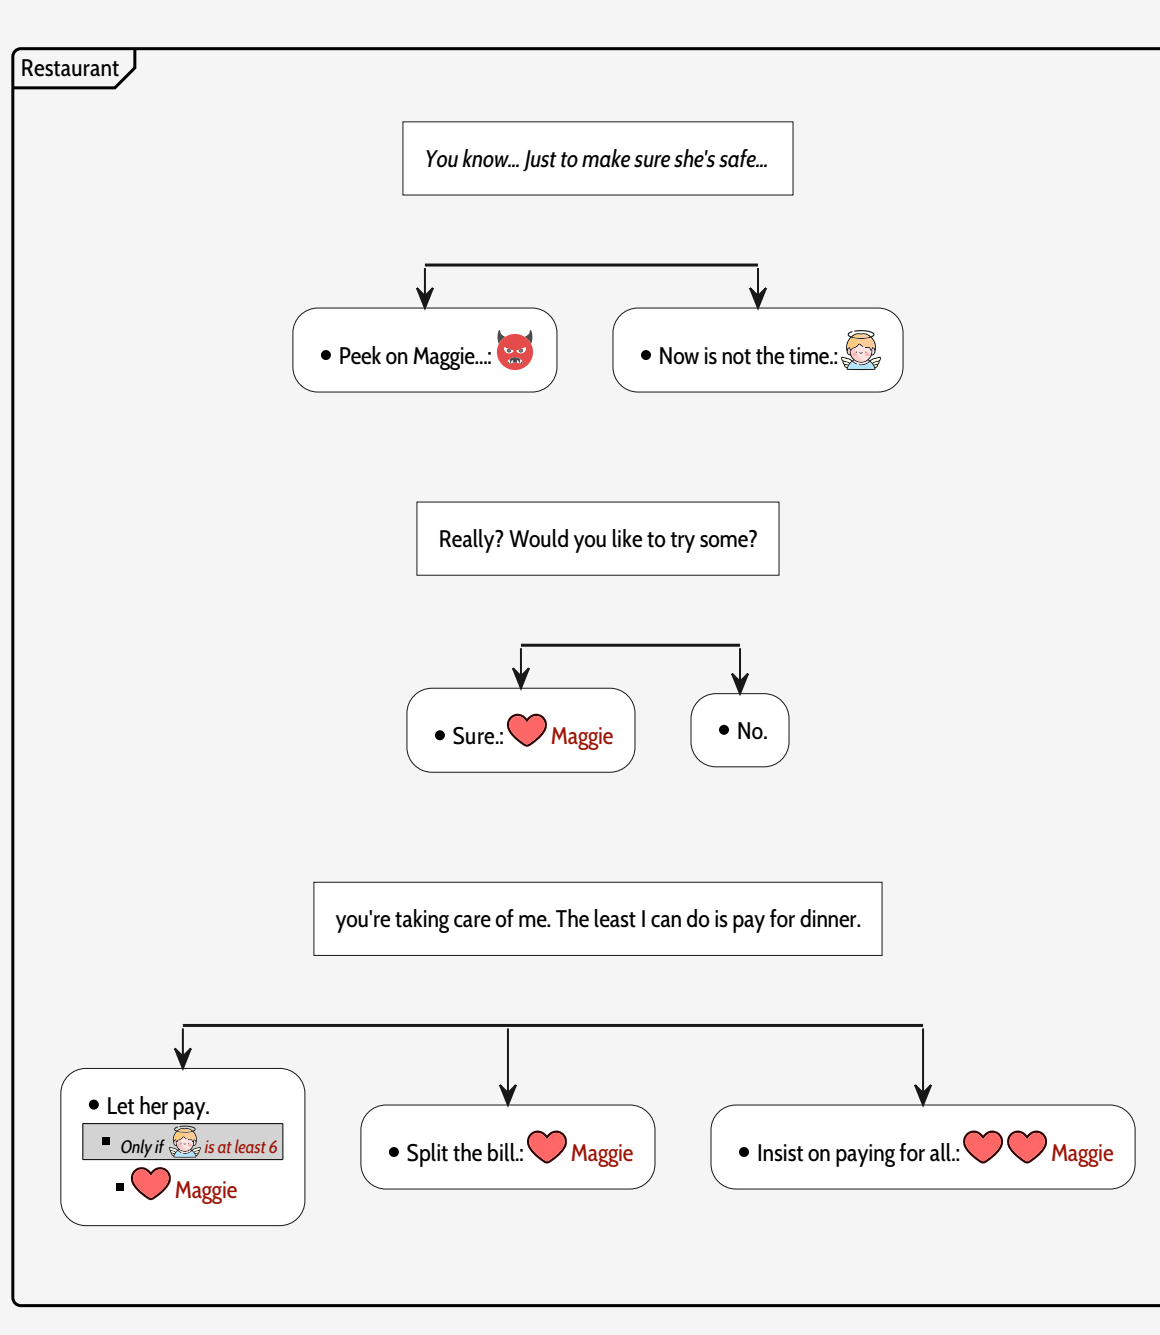 Restaurant
You know... Just to make sure she's safe...
Peek on Maggie...:
Now is not the time.:
Really? Would you like to try some?
Sure.: Maggie
No.
you're taking care of me. The least I can do is pay for dinner.
Let her pay.
Only if is at least 6
Maggie
Split the bill.: Maggie
Insist on paying for all.: Maggie